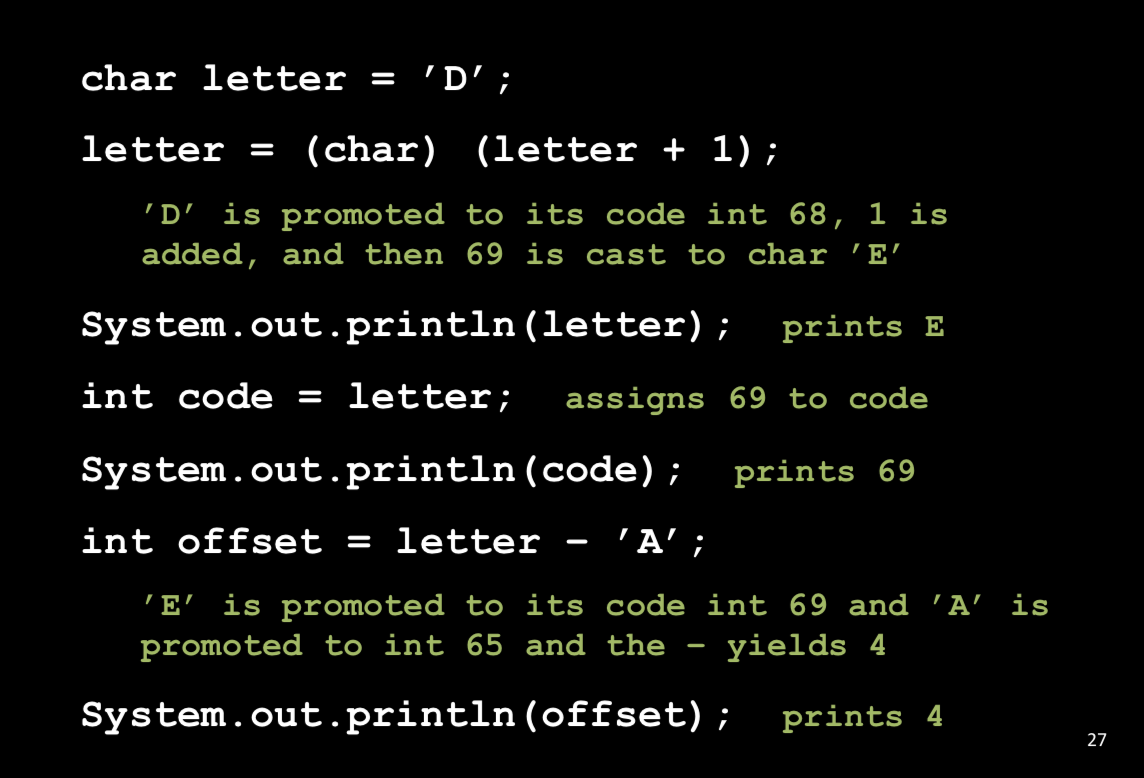 char letter = ′D′;
letter = (char) (letter + 1);
′D′ is promoted to its code int 68, 1 is
added, and then 69 is cast to char ′E′
System.out.println(letter); prints E
int code = letter; assigns 69 to code
System.out.println(code); prints 69
int offset = letter – ′A′;
′E′ is promoted to its code int 69 and ′A′ is
promoted to int 65 and the – yields 4
System.out.println(offset); prints 4
27